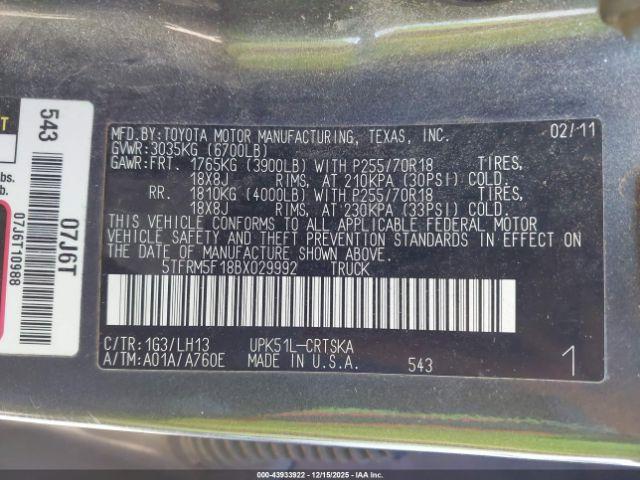 MFD.BY: TOYOTA MOTOR MANUFACTURING, TEXAS, INC. 02/11
GVWR: 3035KG (6700LB)
GAWR: FRT. 1765KG (3900LB) WITH P255/70R18 TIRES,
18X8J RIMS, AT 210KPA (30PSI) COLD.
RR. 1810KG (4000LB) WITH P255/70R18 TIRES,
18X8J RIMS, AT 230KPA (33PSI) COLD.
THIS VEHICLE CONFORMS TO ALL APPLICABLE FEDERAL MOTOR
VEHICLE SAFETY AND THEFT PREVENTION STANDARDS IN EFFECT ON
THE DATE OF MANUFACTURE SHOWN ABOVE.
5TFRM5F18BX029992 TRUCK
C/TR: 1G3/LH13 UPK51L-CRTSKA
A/TM: A01A/A760E MADE IN U.S.A. 543 1
543
07J6T
07J6T10988
lbs.
lb.
000-43933922 - 12/15/2025 - COPART IAA